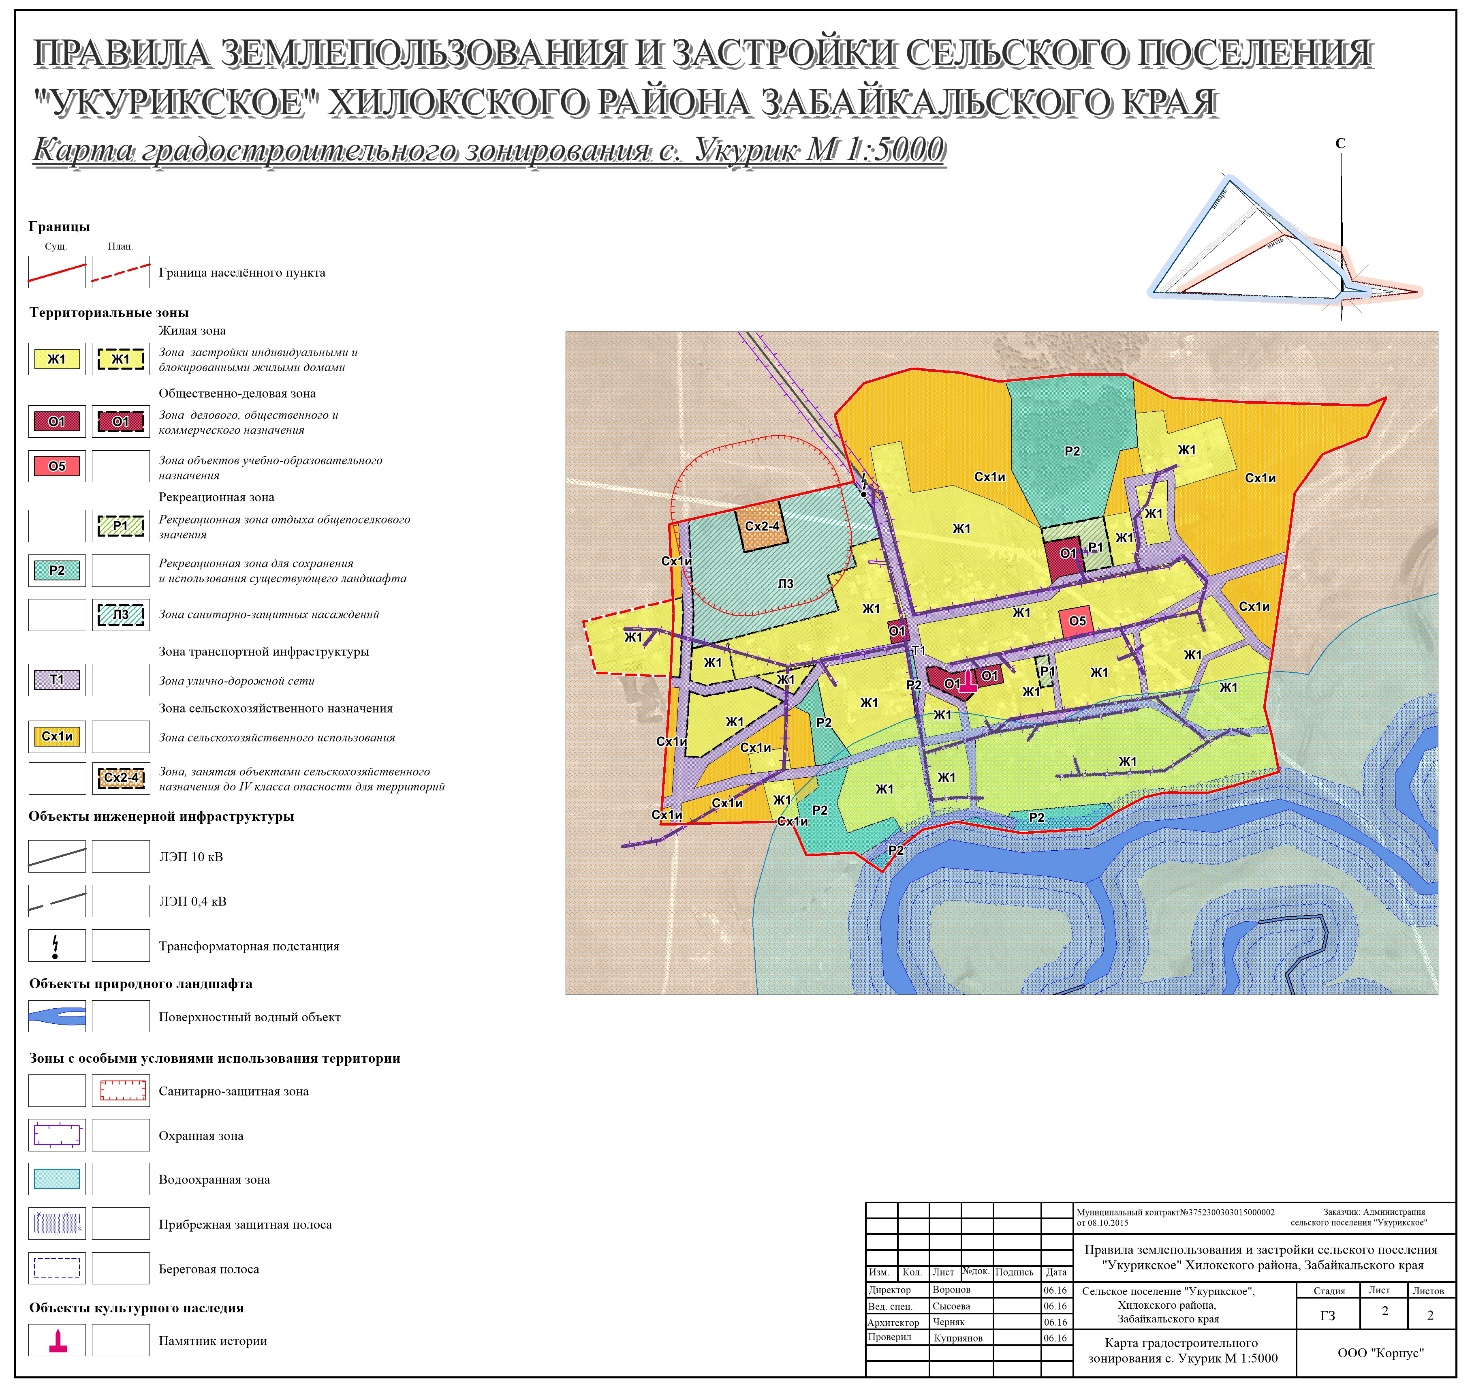 ПРАВИЛА ЗЕМЛЕПОЛЬЗОВАНИЯ И ЗАСТРОЙКИ СЕЛЬСКОГО ПОСЕЛЕНИЯ
"УКУРИКСКОЕ" ХИЛОКСКОГО РАЙОНА ЗАБАЙКАЛЬСКОГО КРАЯ
Карта градостроительного зонирования с. Укурик М 1:5000
С
январь
июль
Границы
Сущ. План.
Граница населённого пункта
Территориальные зоны
Жилая зона
Ж1 Ж1 Зона застройки индивидуальными и
блокированными жилыми домами
Общественно-деловая зона
О1 О1 Зона делового, общественного и
коммерческого назначения
О5 Зона объектов учебно-образовательного
назначения
Рекреационная зона
Р1 Рекреационная зона отдыха общепоселкового
значения
Р2 Рекреационная зона для сохранения
и использования существующего ландшафта
Л3 Зона санитарно-защитных насаждений
Зона транспортной инфраструктуры
Т1 Зона улично-дорожной сети
Зона сельскохозяйственного назначения
Сх1и Зона сельскохозяйственного использования
Сх2-4 Зона, занятая объектами сельскохозяйственного
назначения до IV класса опасности для территорий
Объекты инженерной инфраструктуры
ЛЭП 10 кВ
ЛЭП 0,4 кВ
Трансформаторная подстанция
Объекты природного ландшафта
Поверхностный водный объект
Зоны с особыми условиями использования территории
Санитарно-защитная зона
Охранная зона
Водоохранная зона
Прибрежная защитная полоса
Береговая полоса
Объекты культурного наследия
Памятник истории
Ж1
Р2
Сх1и
Сх1и
Ж1
Сх2-4
Ж1
Ж1
О1
Р1
Сх1и
Л3
Ж1
Ж1
Сх1и
О5
Ж1
О1
Т1
Ж1
Ж1
Р1
Ж1
Ж1
О1
О1
Р2
Ж1
Ж1
Ж1
Ж1
Р2
Ж1
Сх1и
Сх1и
Ж1
Ж1
Ж1
Ж1
Сх1и
Сх1и
Р2
Сх1и
Р2
Р2
Муниципальный контракт№3752300303015000002
от 08.10.2015
Заказчик: Администрация
сельского поселения "Укурикское"
Правила землепользования и застройки сельского поселения
"Укурикское" Хилокского района, Забайкальского края
Изм. Кол. Лист №док. Подпись Дата
Директор Воронов 06.16
Вед. спец. Сысоева 06.16
Архитектор Черняк 06.16
Проверил Куприянов 06.16
Сельское поселение "Укурикское",
Хилокского района,
Забайкальского края
Стадия Лист Листов
ГЗ 2 2
Карта градостроительного
зонирования с. Укурик М 1:5000
ООО "Корпус"